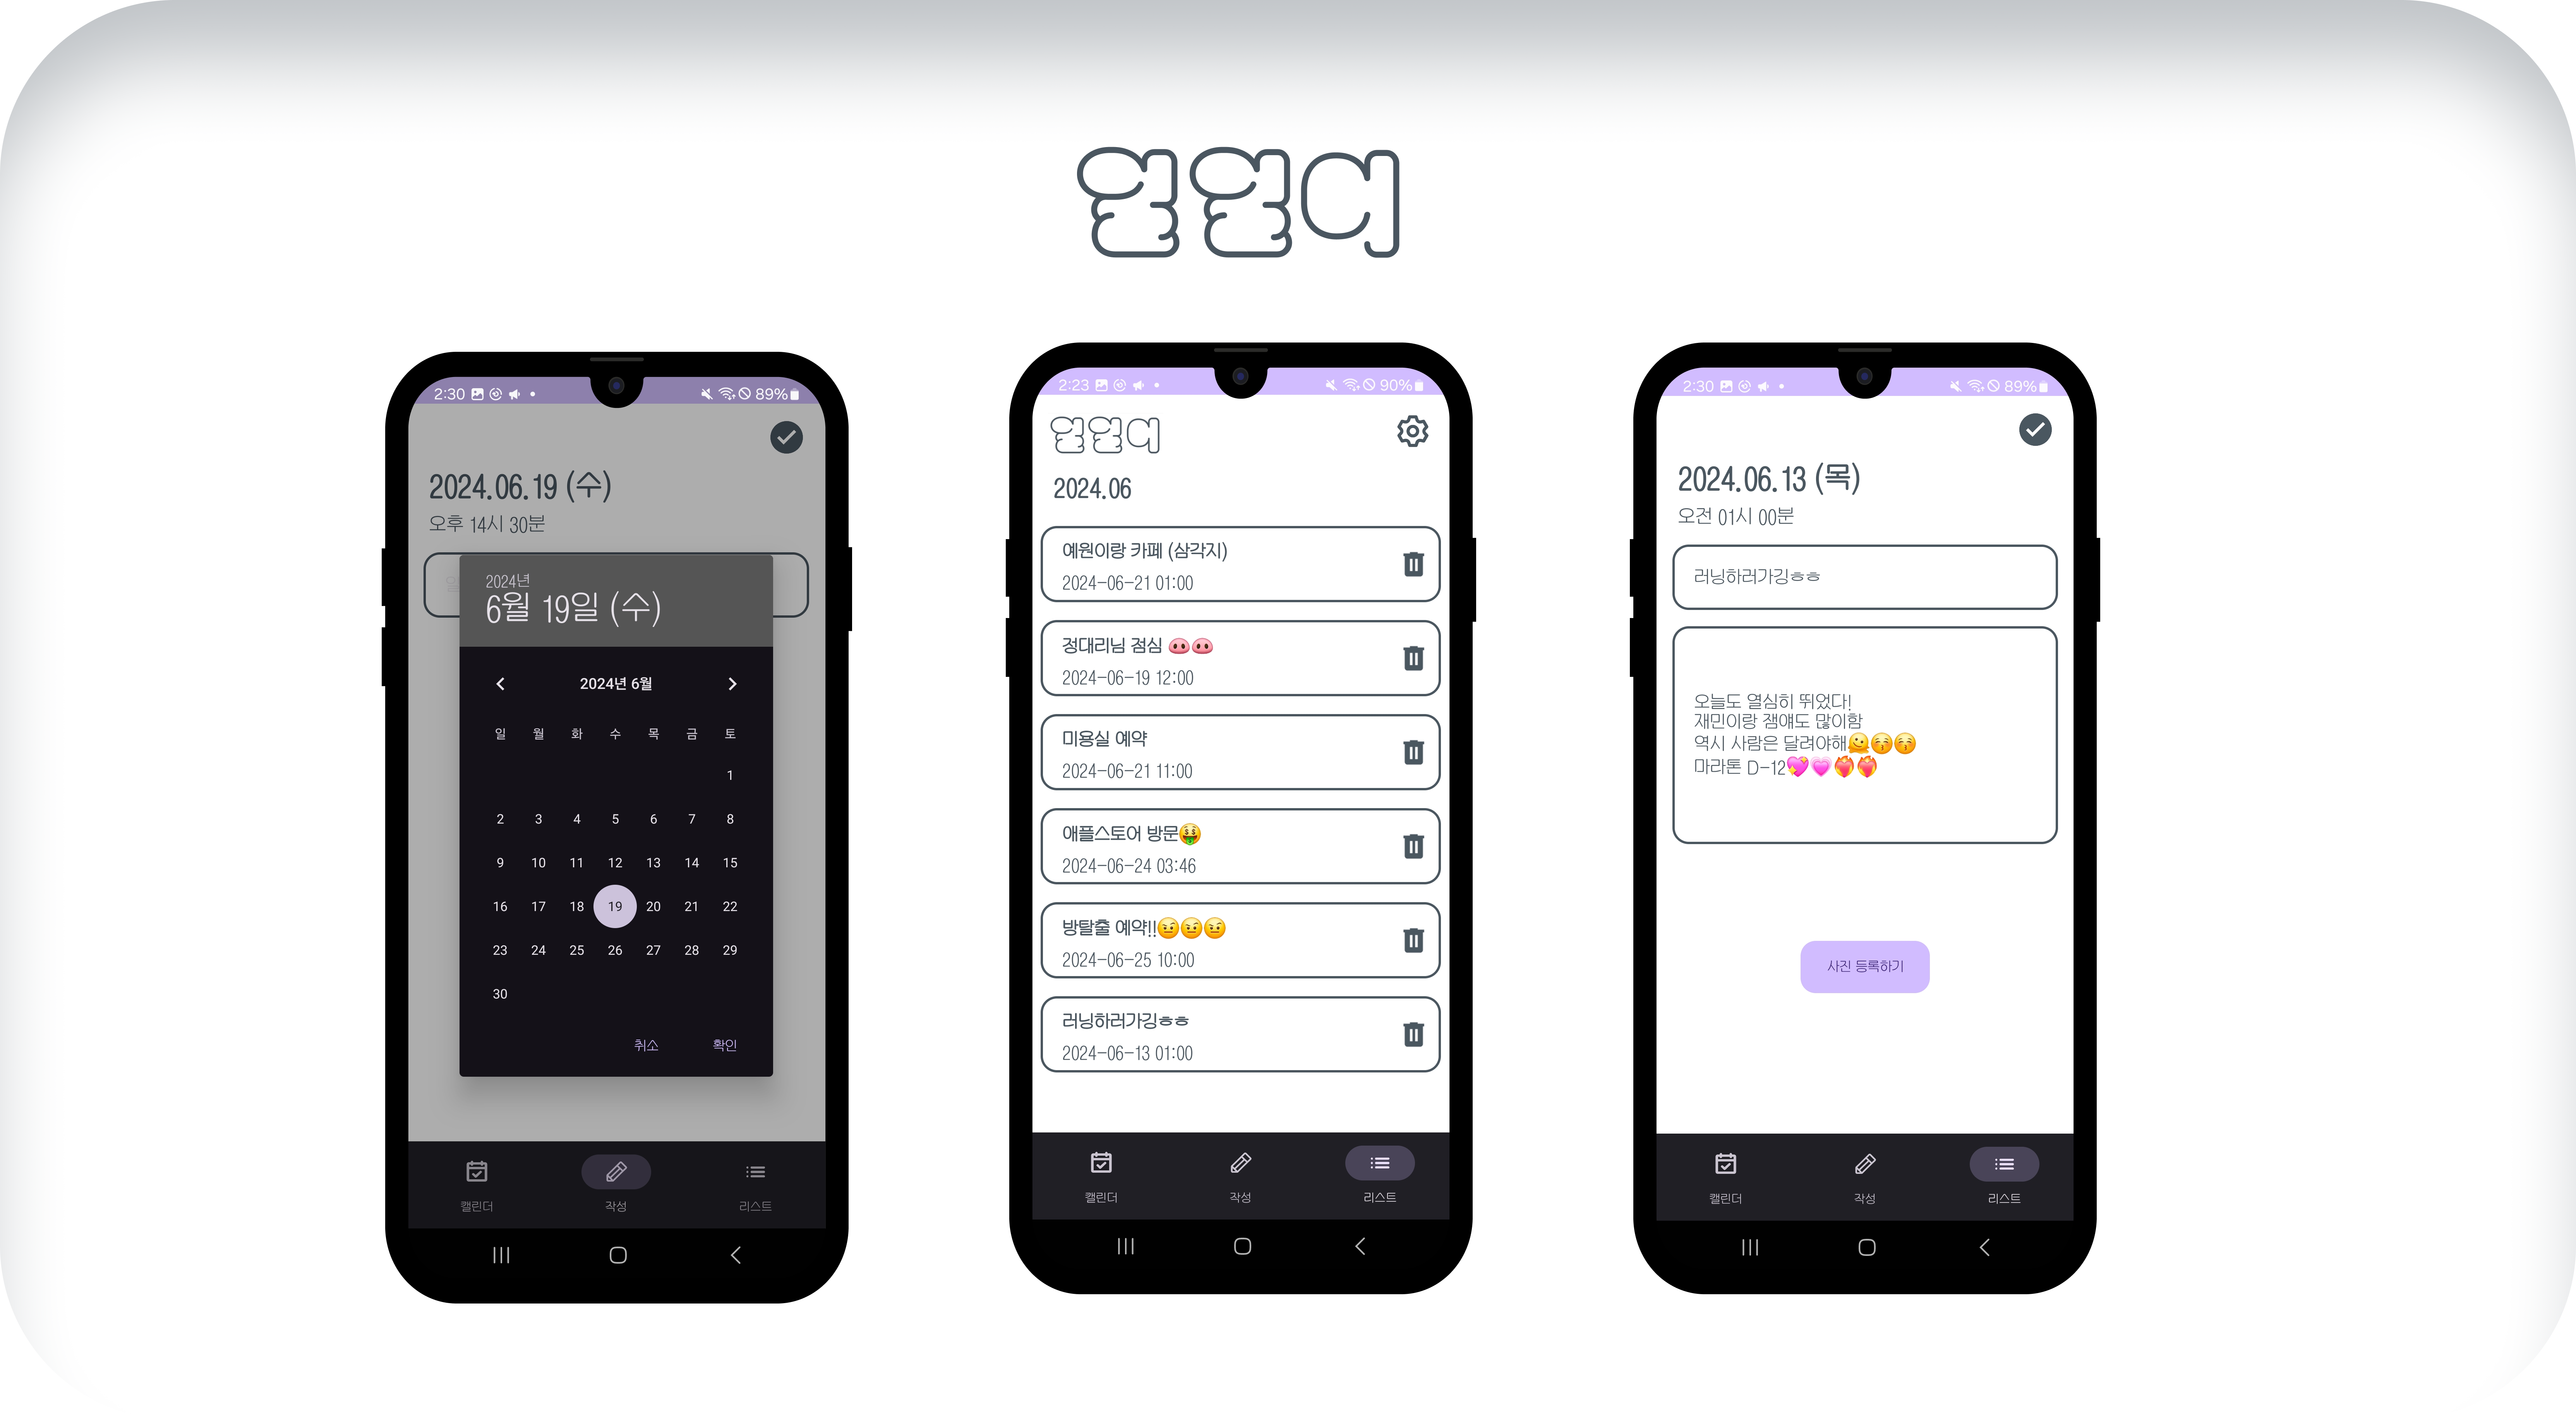 2:30
89%
2024.06.19 (수)
오후 14시 30분
2024년
6월 19일 (수)
2024년 6월
일 월 화 수 목 금 토
1
2 3 4 5 6 7 8
9 10 11 12 13 14 15
16 17 18 19 20 21 22
23 24 25 26 27 28 29
30
취소 확인
캘린더 작성 리스트
2:23
90%
2024.06
예원이랑 카페 (삼각지)
2024-06-21 01:00
정대리님 점심 🐽🐽
2024-06-19 12:00
미용실 예약
2024-06-21 11:00
애플스토어 방문🤑
2024-06-24 03:46
방탈출 예약!!🤨🤨🤨
2024-06-25 10:00
러닝하러가깅ㅎㅎ
2024-06-13 01:00
캘린더 작성 리스트
2:30
89%
2024.06.13 (목)
오전 01시 00분
러닝하러가깅ㅎㅎ
오늘도 열심히 뛰었다!
재민이랑 잼얘도 많이함
역시 사람은 달려야해🫠😚😚
마라톤 D-12💖💗❤️‍🔥❤️‍🔥
사진 등록하기
캘린더 작성 리스트